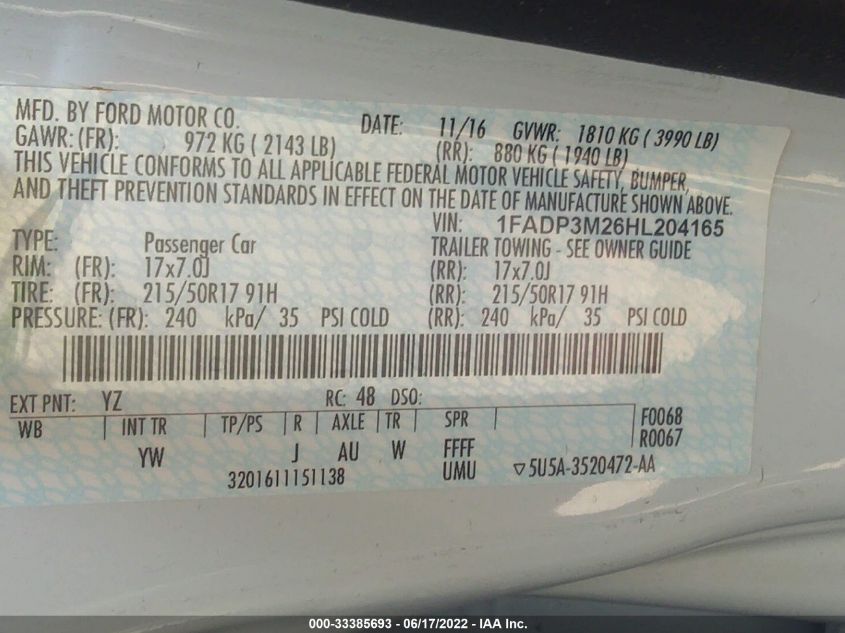 MFD. BY FORD MOTOR CO. DATE: 11/16 GVWR: 1810 KG ( 3990 LB)
GAWR: (FR): 972 KG ( 2143 LB) (RR): 880 KG ( 1940 LB)
THIS VEHICLE CONFORMS TO ALL APPLICABLE FEDERAL MOTOR VEHICLE SAFETY, BUMPER,
AND THEFT PREVENTION STANDARDS IN EFFECT ON THE DATE OF MANUFACTURE SHOWN ABOVE.
VIN: 1FADP3M26HL204165
TYPE: Passenger Car TRAILER TOWING - SEE OWNER GUIDE
RIM: (FR): 17x7.0J (RR): 17x7.0J
TIRE: (FR): 215/50R17 91H (RR): 215/50R17 91H
PRESSURE: (FR): 240 kPa/ 35 PSI COLD (RR): 240 kPa/ 35 PSI COLD
EXT PNT: YZ RC: 48 DSO:
WB | INT TR | TP/PS | R | AXLE | TR | SPR F0068
R0067
YW J AU W FFFF
3201611151138 UMU ▽5U5A-3520472-AA
000-33385693 - 06/17/2022 - IAA Inc.